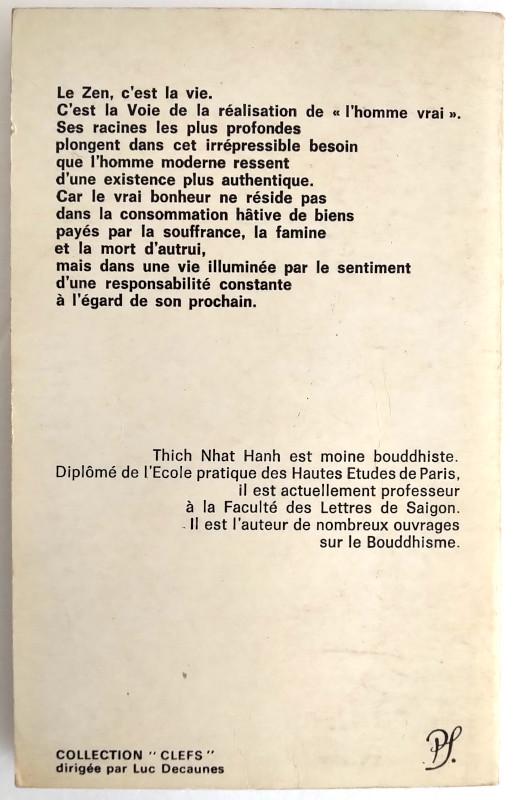 Le Zen, c'est la vie.
C'est la Voie de la réalisation de « l'homme vrai ».
Ses racines les plus profondes
plongent dans cet irrépressible besoin
que l'homme moderne ressent
d'une existence plus authentique.
Car le vrai bonheur ne réside pas
dans la consommation hâtive de biens
payés par la souffrance, la famine
et la mort d'autrui,
mais dans une vie illuminée par le sentiment
d'une responsabilité constante
à l'égard de son prochain.
Thich Nhat Hanh est moine bouddhiste.
Diplômé de l'Ecole pratique des Hautes Etudes de Paris,
il est actuellement professeur
à la Faculté des Lettres de Saigon.
Il est l'auteur de nombreux ouvrages
sur le Bouddhisme.
COLLECTION " CLEFS "
dirigée par Luc Decaunes